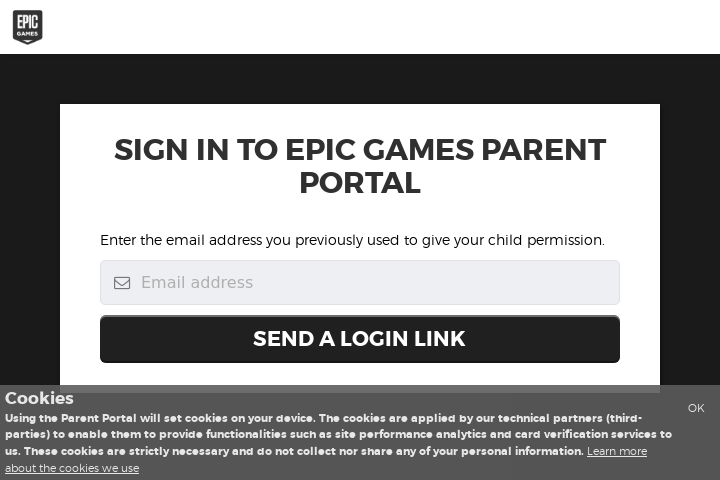 EPIC
GAMES
SIGN IN TO EPIC GAMES PARENT
PORTAL
Enter the email address you previously used to give your child permission.
Email address
SEND A LOGIN LINK
Cookies
OK
Using the Parent Portal will set cookies on your device. The cookies are applied by our technical partners (third-
parties) to enable them to provide functionalities such as site performance analytics and card verification services to
us. These cookies are strictly necessary and do not collect nor share any of your personal information. Learn more
about the cookies we use